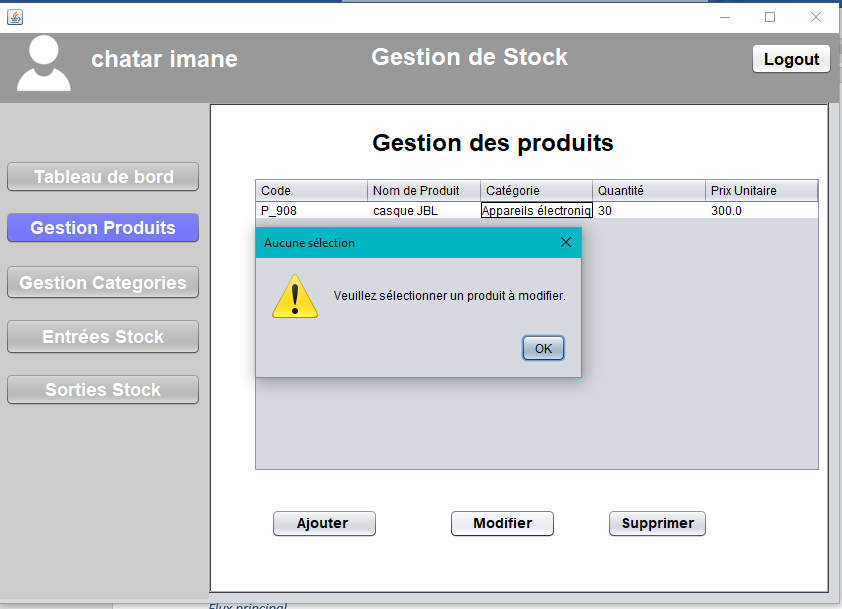 chatar imane
Gestion de Stock
Logout
Tableau de bord
Gestion Produits
Gestion Categories
Entrées Stock
Sorties Stock
Gestion des produits
Code Nom de Produit Catégorie Quantité Prix Unitaire
P_908 casque JBL Appareils électroniq 30 300.0
Aucune sélection
Veuillez sélectionner un produit à modifier.
OK
Ajouter Modifier Supprimer
Flux principal